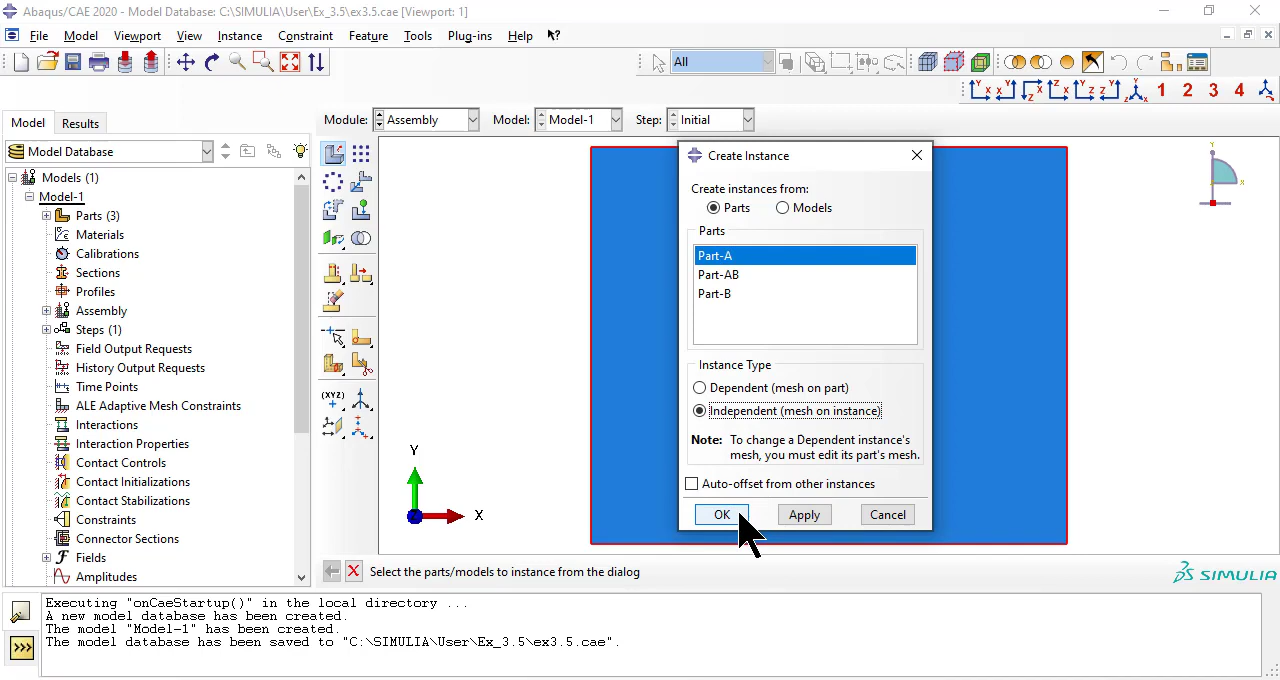 Abaqus/CAE 2020 - Model Database: C:\SIMULIA\User\Ex_3.5\ex3.5.cae [Viewport: 1]
File Model Viewport View Instance Constraint Feature Tools Plug-ins Help
All
1 2 3 4
Model Results
Module: Assembly Model: Model-1 Step: Initial
Model Database
Models (1)
Model-1
Parts (3)
Materials
Calibrations
Sections
Profiles
Assembly
Steps (1)
Field Output Requests
History Output Requests
Time Points
ALE Adaptive Mesh Constraints
Interactions
Interaction Properties
Contact Controls
Contact Initializations
Contact Stabilizations
Constraints
Connector Sections
Fields
Amplitudes
(XYZ)
Y
X
Z
Create Instance
Create instances from:
Parts Models
Parts
Part-A
Part-AB
Part-B
Instance Type
Dependent (mesh on part)
Independent (mesh on instance)
Note: To change a Dependent instance's
mesh, you must edit its part's mesh.
Auto-offset from other instances
OK Apply Cancel
Y
X
Select the parts/models to instance from the dialog
SIMULIA
Executing "onCaeStartup()" in the local directory ...
A new model database has been created.
The model "Model-1" has been created.
The model database has been saved to "C:\SIMULIA\User\Ex_3.5\ex3.5.cae".
>>>